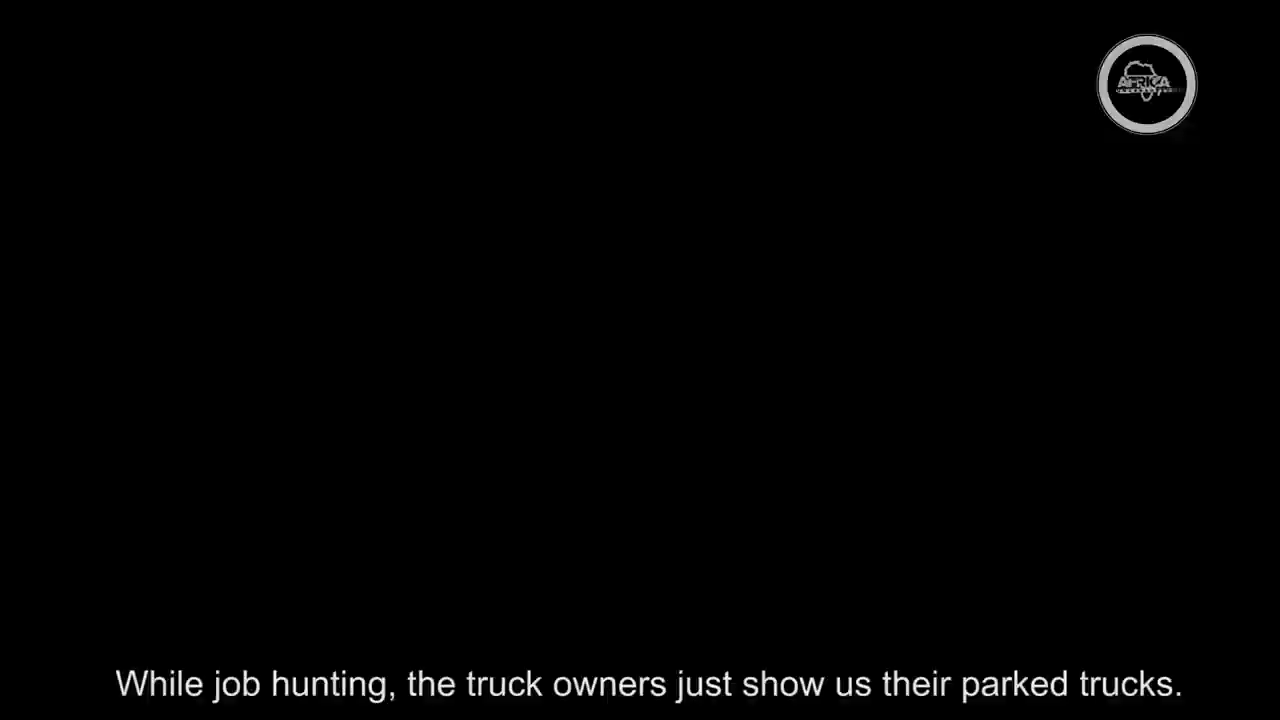 AFRICA
While job hunting, the truck owners just show us their parked trucks.